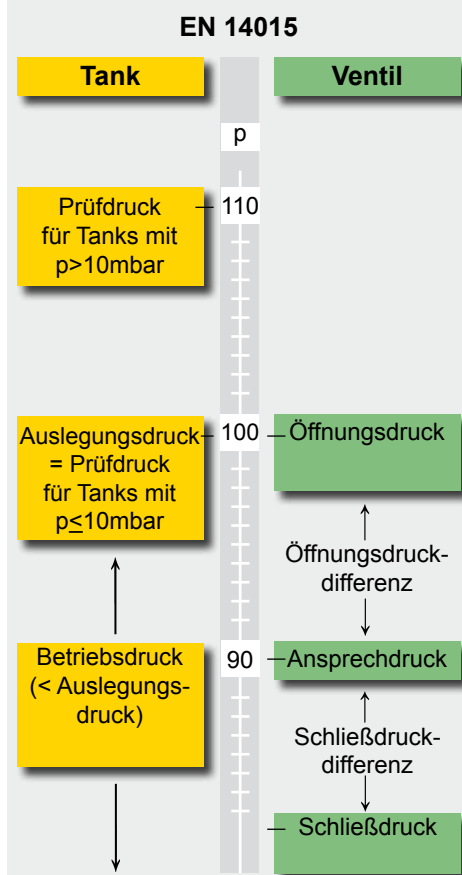 EN 14015
Tank
Ventil
p
Prüfdruck
für Tanks mit
p>10mbar
110
Auslegungsdruck
= Prüfdruck
für Tanks mit
p≤10mbar
100
Öffnungsdruck
Öffnungsdruck-
differenz
Betriebsdruck
(< Auslegungs-
druck)
90
Ansprechdruck
Schließdruck-
differenz
Schließdruck